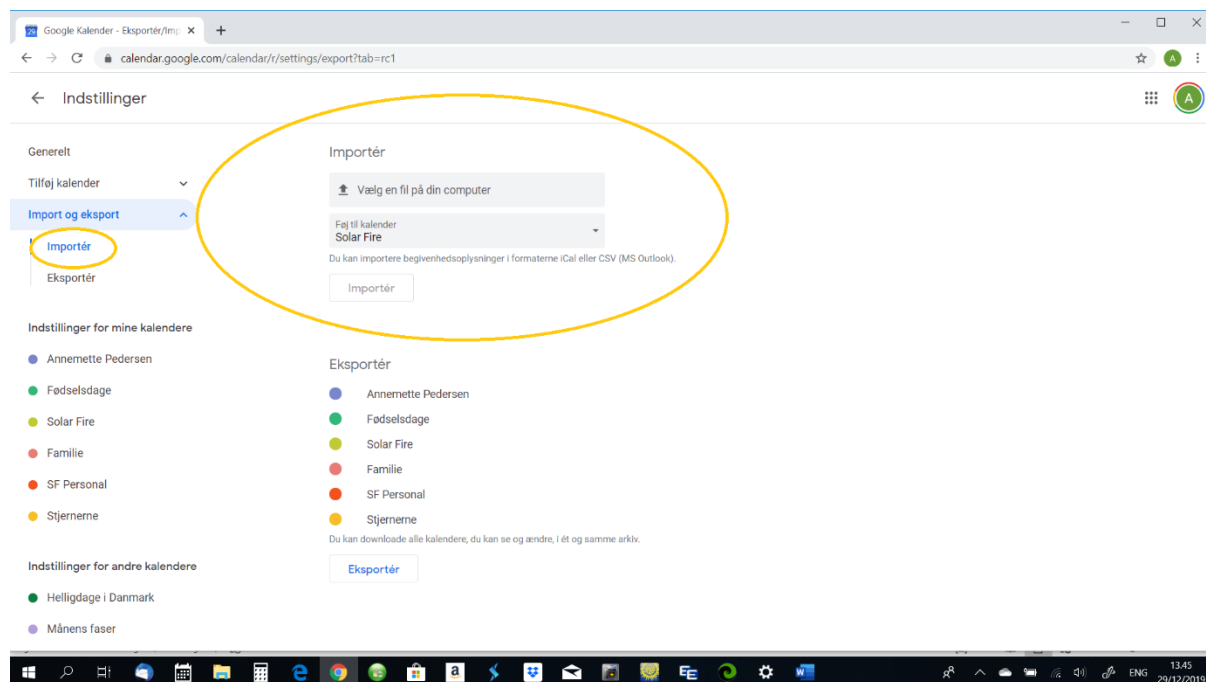 Google Kalender - Eksportér/Imp
calendar.google.com/calendar/r/settings/export?tab=rc1
A
Indstillinger
A
Generelt
Tilføj kalender
Import og eksport
Importér
Eksportér
Indstillinger for mine kalendere
Annemette Pedersen
Fødselsdage
Solar Fire
Familie
SF Personal
Stjernerne
Indstillinger for andre kalendere
Helligdage i Danmark
Månens faser
Importér
Vælg en fil på din computer
Føj til kalender
Solar Fire
Du kan importere begivenhedsoplysninger i formaterne iCal eller CSV (MS Outlook).
Importér
Eksportér
Annemette Pedersen
Fødselsdage
Solar Fire
Familie
SF Personal
Stjernerne
Du kan downloade alle kalendere, du kan se og ændre, i ét og samme arkiv.
Eksportér
ENG
13.45
29/12/2019